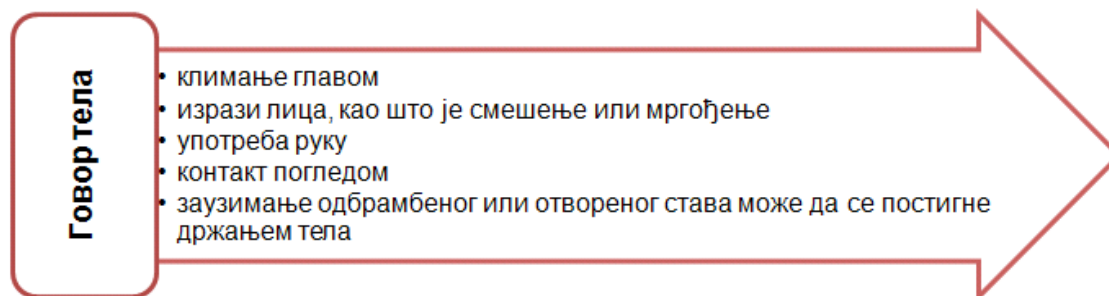 Говор тела
• климање главом
• изрази лица, као што је смешење или мргођење
• употреба руку
• контакт погледом
• заузимање одбрамбеног или отвореног става може да се постигне
држањем тела